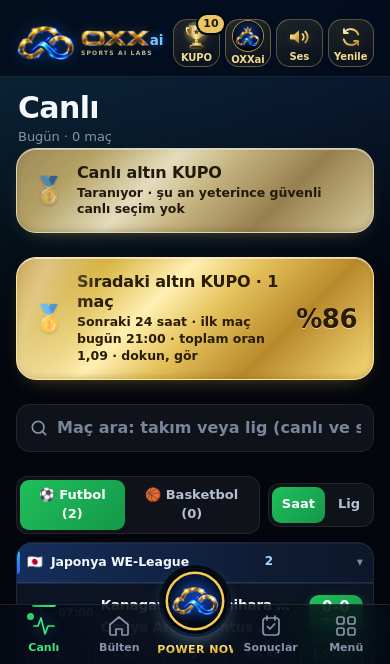 OXXai
SPORTS AI LABS
10
KUPO
OXXai
Ses
Yenile
Canlı
Bugün · 0 maç
Canlı altın KUPO
Taranıyor · şu an yeterince güvenli
canlı seçim yok
Sıradaki altın KUPO · 1
maç
Sonraki 24 saat · ilk maç
bugün 21:00 · toplam oran
1,09 · dokun, gör
%86
Maç ara: takım veya lig (canlı ve s
Futbol
(2)
Basketbol
(0)
Saat
Lig
Japonya WE-League
2
07:00
0-0
Canlı
Bülten
POWER NOW
Sonuçlar
Menü